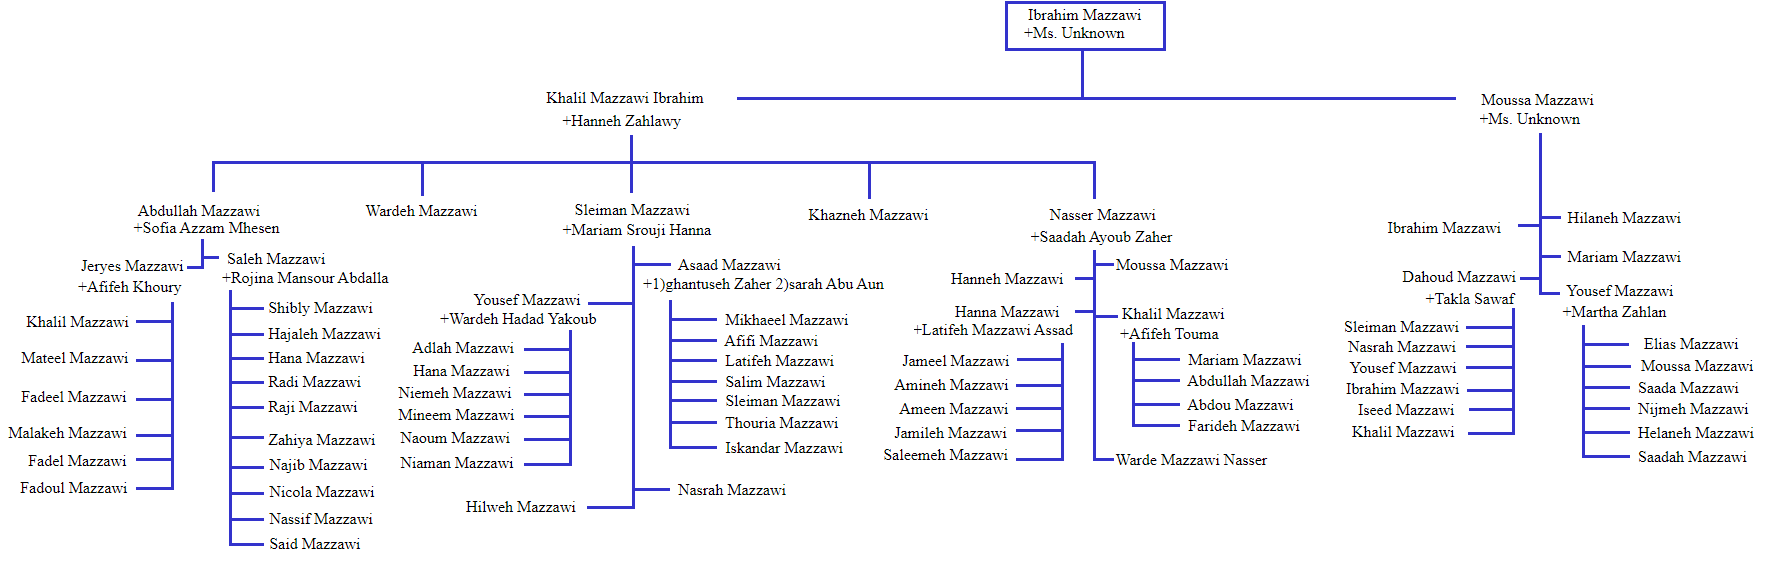 Ibrahim Mazzawi
+Ms. Unknown
Khalil Mazzawi Ibrahim
+Hanneh Zahlawy
Moussa Mazzawi
+Ms. Unknown
Abdullah Mazzawi
+Sofia Azzam Mhesen
Wardeh Mazzawi
Sleiman Mazzawi
+Mariam Srouji Hanna
Khazneh Mazzawi
Nasser Mazzawi
+Saadah Ayoub Zaher
Jeryes Mazzawi
+Afifeh Khoury
Khalil Mazzawi
Mateel Mazzawi
Fadeel Mazzawi
Malakeh Mazzawi
Fadel Mazzawi
Fadoul Mazzawi
Saleh Mazzawi
+Rojina Mansour Abdalla
Shibly Mazzawi
Hajaleh Mazzawi
Hana Mazzawi
Radi Mazzawi
Raji Mazzawi
Zahiya Mazzawi
Najib Mazzawi
Nicola Mazzawi
Nassif Mazzawi
Said Mazzawi
Yousef Mazzawi
+Wardeh Hadad Yakoub
Adlah Mazzawi
Hana Mazzawi
Niemeh Mazzawi
Mineem Mazzawi
Naoum Mazzawi
Niaman Mazzawi
Hilweh Mazzawi
Asaad Mazzawi
+1)ghantuseh Zaher 2)sarah Abu Aun
Mikhaeel Mazzawi
Afifi Mazzawi
Latifeh Mazzawi
Salim Mazzawi
Sleiman Mazzawi
Thouria Mazzawi
Iskandar Mazzawi
Nasrah Mazzawi
Hanneh Mazzawi
Hanna Mazzawi
+Latifeh Mazzawi Assad
Jameel Mazzawi
Amineh Mazzawi
Ameen Mazzawi
Jamileh Mazzawi
Saleemeh Mazzawi
Moussa Mazzawi
Khalil Mazzawi
+Afifeh Touma
Mariam Mazzawi
Abdullah Mazzawi
Abdou Mazzawi
Farideh Mazzawi
Warde Mazzawi Nasser
Ibrahim Mazzawi
Dahoud Mazzawi
+Takla Sawaf
Sleiman Mazzawi
Nasrah Mazzawi
Yousef Mazzawi
Ibrahim Mazzawi
Iseed Mazzawi
Khalil Mazzawi
Hilaneh Mazzawi
Mariam Mazzawi
Yousef Mazzawi
+Martha Zahlan
Elias Mazzawi
Moussa Mazzawi
Saada Mazzawi
Nijmeh Mazzawi
Helaneh Mazzawi
Saadah Mazzawi